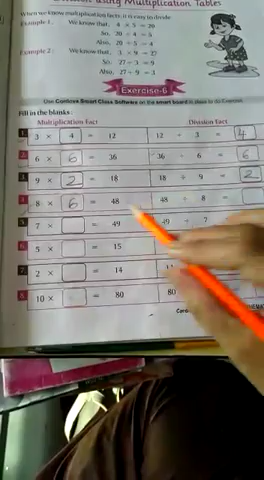 Division using Multiplication Tables
When we know multiplication facts, it is easy to divide
Example 1 : We know that, 4 × 5 = 20
So, 20 ÷ 4 = 5
Also, 20 ÷ 5 = 4
Example 2 : We know that, 3 × 9 = 27
So, 27 ÷ 3 = 9
Also, 27 ÷ 9 = 3
Exercise-6
Use Cordova Smart Class Software on the smart board in class to do Exercise.
Fill in the blanks :
Multiplication Fact Division Fact
1. 3 × 4 = 12 12 ÷ 3 = 4
2. 6 × 6 = 36 36 ÷ 6 = 6
3. 9 × 2 = 18 18 ÷ 9 = 2
4. 8 × 6 = 48 48 ÷ 8 =
5. 7 × = 49 49 ÷ 7
6. 5 × = 15
7. 2 × = 14
8. 10 × = 80 80